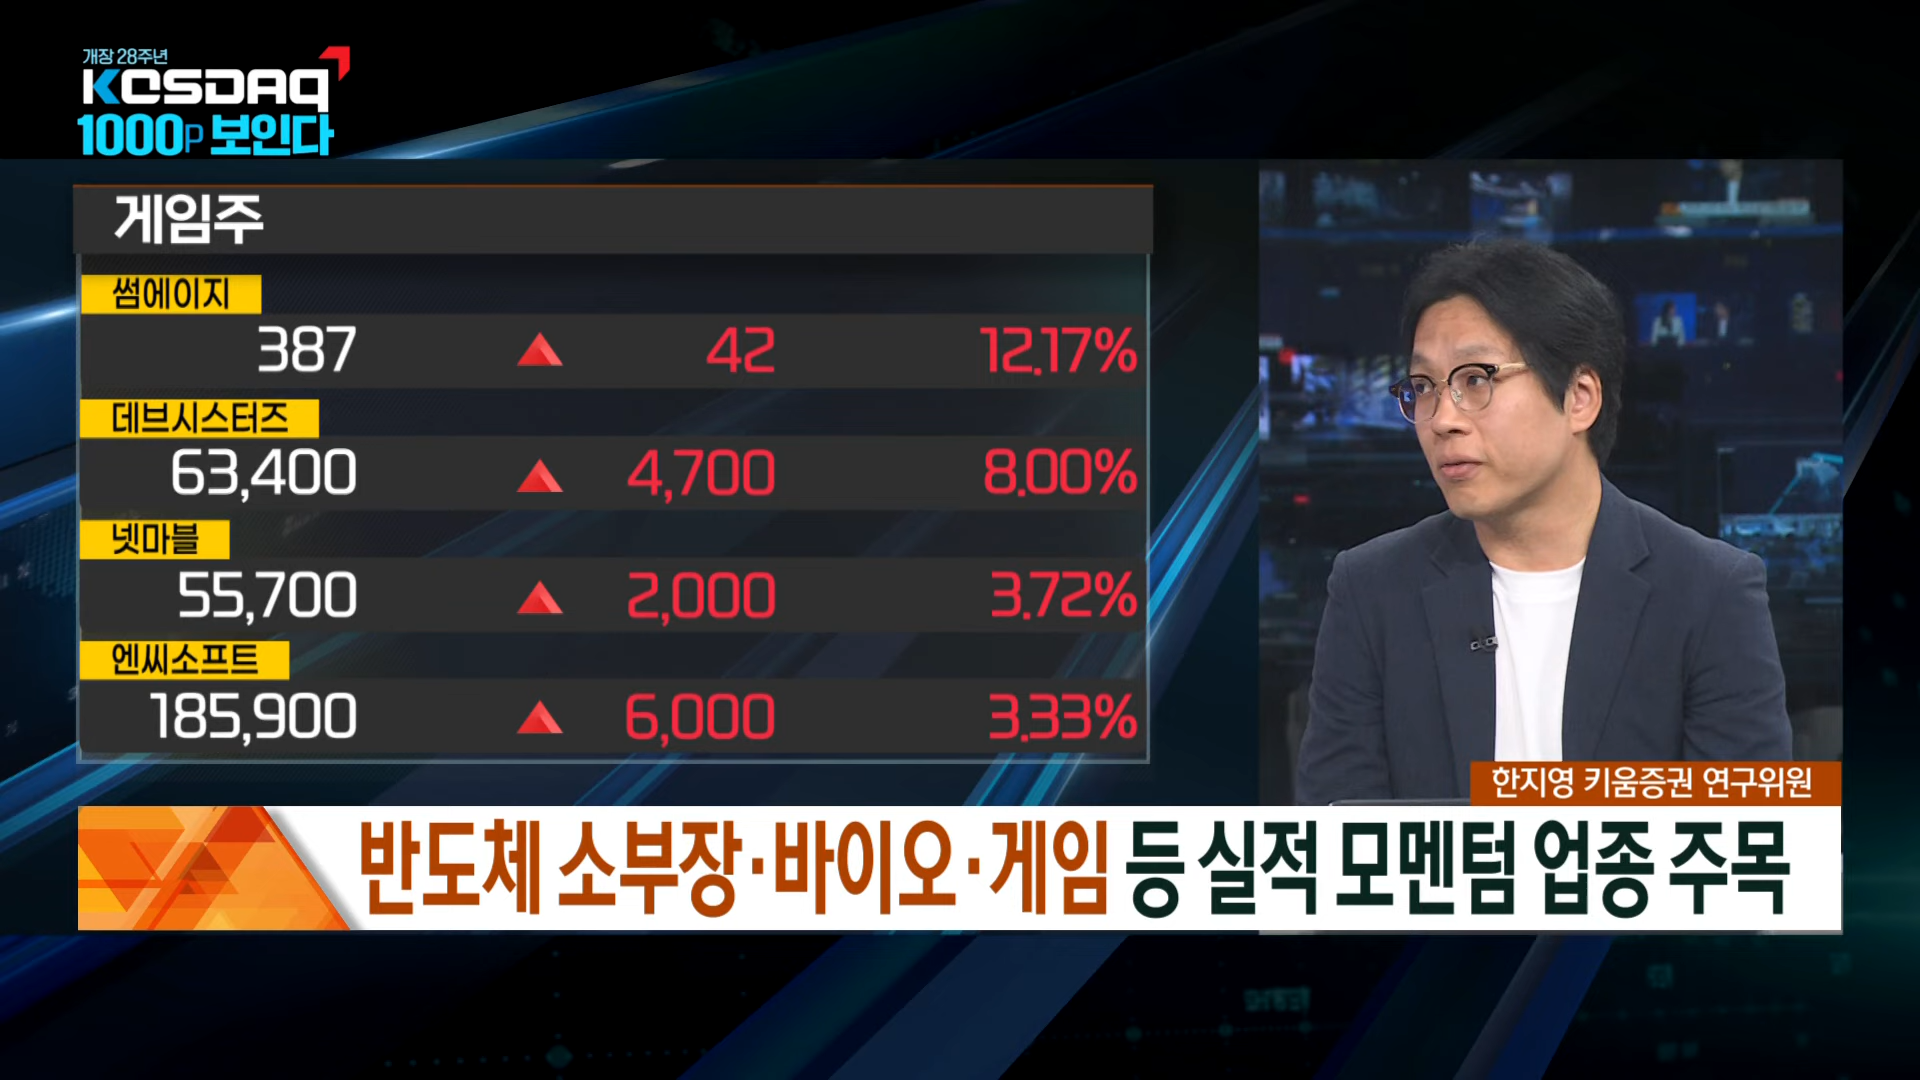 개장 28주년
KOSDAQ
1000P 보인다
게임주
썸에이지
387 ▲ 42 12.17%
데브시스터즈
63,400 ▲ 4,700 8.00%
넷마블
55,700 ▲ 2,000 3.72%
엔씨소프트
185,900 ▲ 6,000 3.33%
한지영 키움증권 연구위원
반도체 소부장·바이오·게임 등 실적 모멘텀 업종 주목